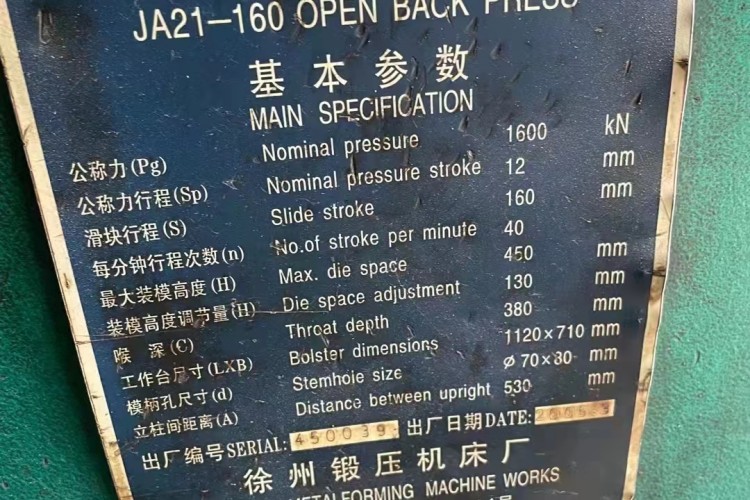 JA21-160 OPEN BACK PRESS
基本参数
MAIN SPECIFICATION
公称力(Pg) Nominal pressure 1600 kN
公称力行程(Sp) Nominal pressure stroke 12 mm
滑块行程(S) Slide stroke 160 mm
每分钟行程次数(n) No.of stroke per minute 40
最大装模高度(H) Max. die space 450 mm
装模高度调节量(H) Die space adjustment 130 mm
喉 深(C) Throat depth 380 mm
工作台尺寸(LXB) Bolster dimensions 1120×710 mm
模柄孔尺寸(d) Stemhole size ø70×80 mm
立柱间距离(A) Distance between upright 530 mm
出厂编号SERIAL: 450039 出厂日期DATE:
徐州锻压机床厂
METALFORMING MACHINE WORKS